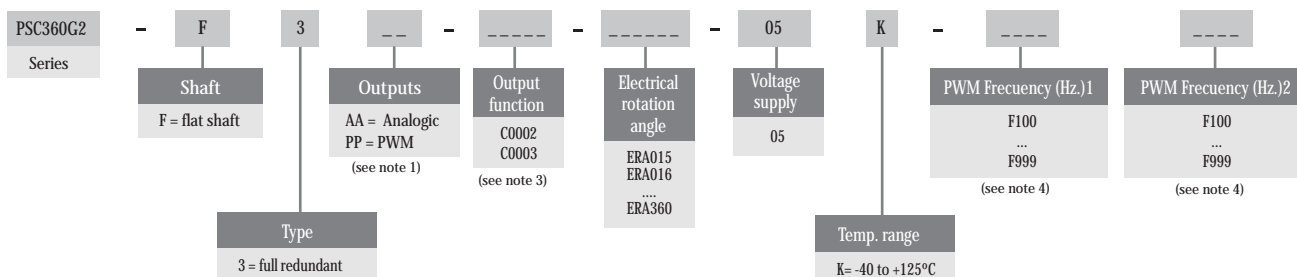 PSC360G2 - F 3 _ _ - _ _ _ _ _ - _ _ _ _ _ _ - 05 K - _ _ _ _ _ _ _ _
Series
Shaft
F = flat shaft
Outputs
AA = Analogic
PP = PWM
(see note 1)
Output
function
C0002
C0003
(see note 3)
Electrical
rotation
angle
ERA015
ERA016
....
ERA360
Voltage
supply
05
PWM Frecuency (Hz.)1
F100
...
F999
(see note 4)
PWM Frecuency (Hz.)2
F100
...
F999
(see note 4)
Type
3 = full redundant
Temp. range
K= -40 to +125ºC